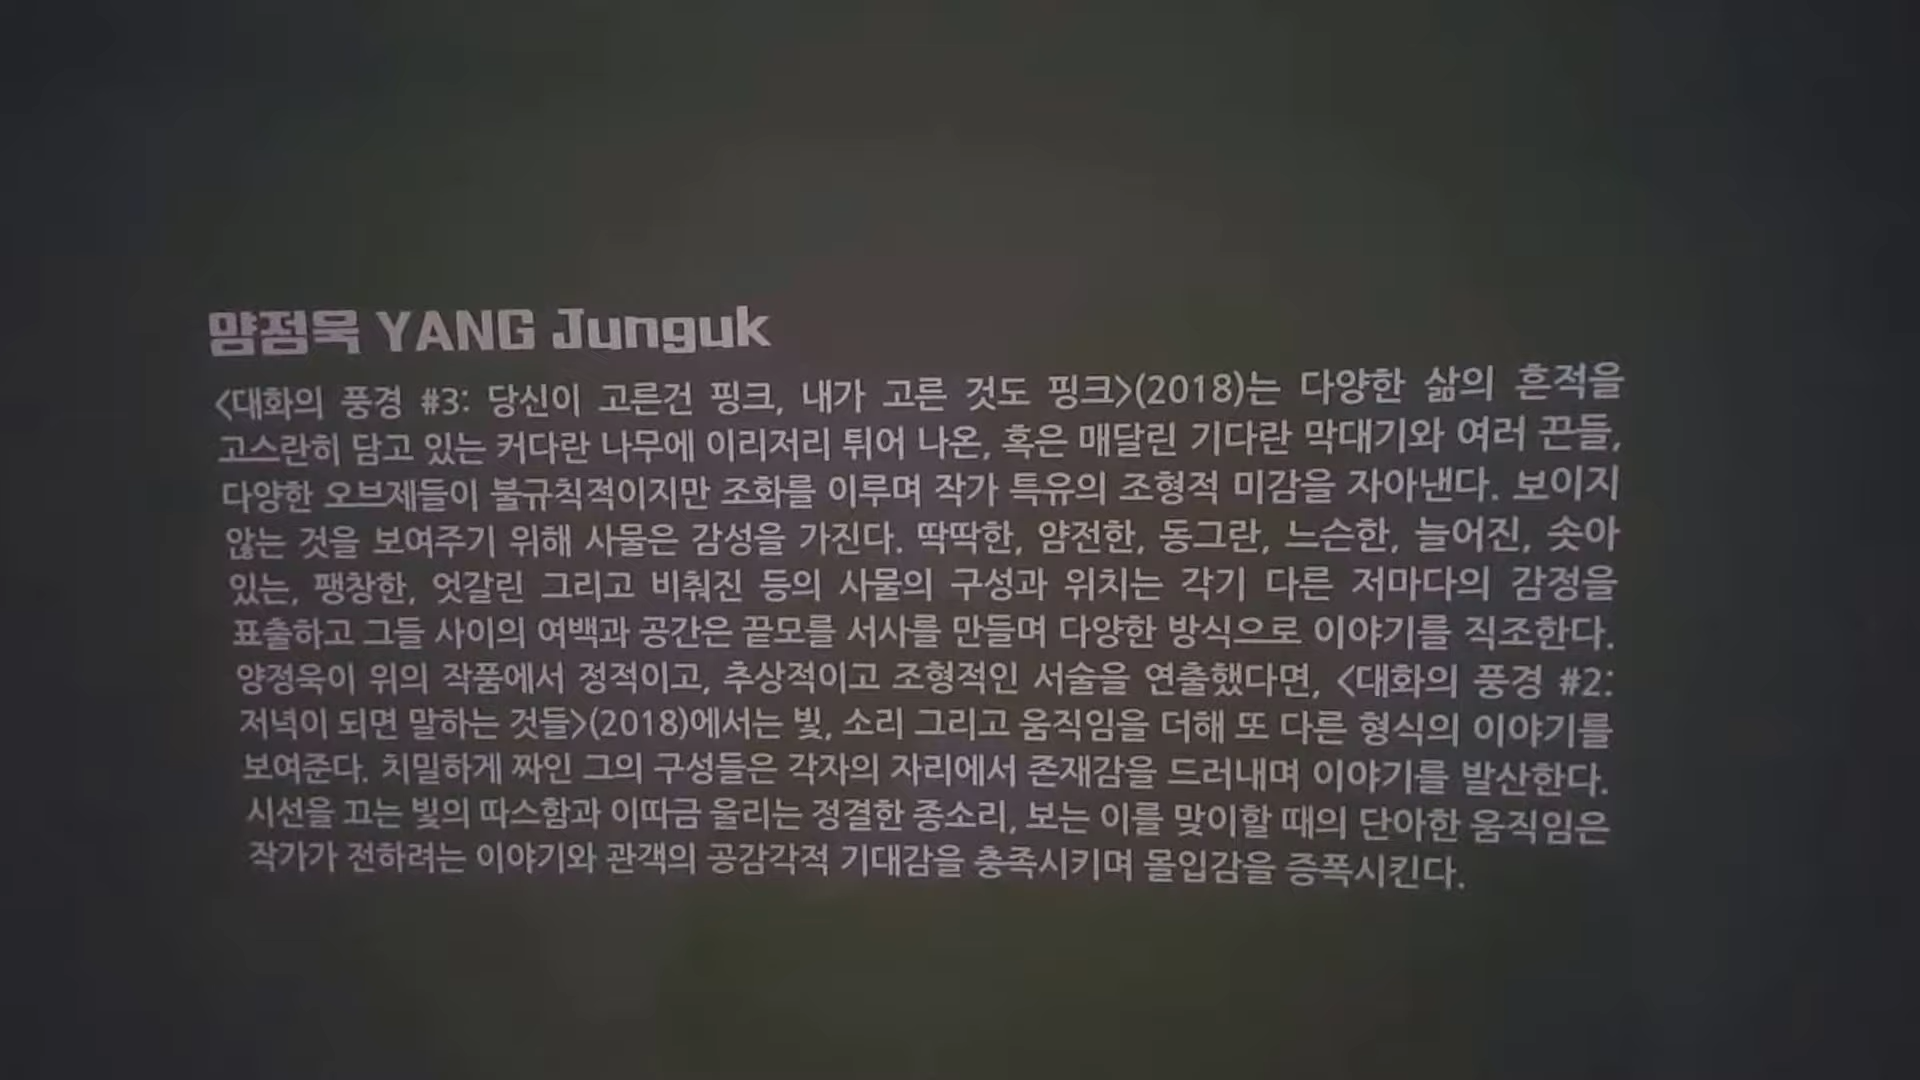 양정욱 YANG Junguk
<대화의 풍경 #3: 당신이 고른건 핑크, 내가 고른 것도 핑크>(2018)는 다양한 삶의 흔적을
고스란히 담고 있는 커다란 나무에 이리저리 튀어 나온, 혹은 매달린 기다란 막대기와 여러 끈들,
다양한 오브제들이 불규칙적이지만 조화를 이루며 작가 특유의 조형적 미감을 자아낸다. 보이지
않는 것을 보여주기 위해 사물은 감성을 가진다. 딱딱한, 얌전한, 동그란, 느슨한, 늘어진, 솟아
있는, 팽창한, 엇갈린 그리고 비춰진 등의 사물의 구성과 위치는 각기 다른 저마다의 감정을
표출하고 그들 사이의 여백과 공간은 끝모를 서사를 만들며 다양한 방식으로 이야기를 직조한다.
양정욱이 위의 작품에서 정적이고, 추상적이고 조형적인 서술을 연출했다면, <대화의 풍경 #2:
저녁이 되면 말하는 것들>(2018)에서는 빛, 소리 그리고 움직임을 더해 또 다른 형식의 이야기를
보여준다. 치밀하게 짜인 그의 구성들은 각자의 자리에서 존재감을 드러내며 이야기를 발산한다.
시선을 끄는 빛의 따스함과 이따금 울리는 정결한 종소리, 보는 이를 맞이할 때의 단아한 움직임은
작가가 전하려는 이야기와 관객의 공감각적 기대감을 충족시키며 몰입감을 증폭시킨다.